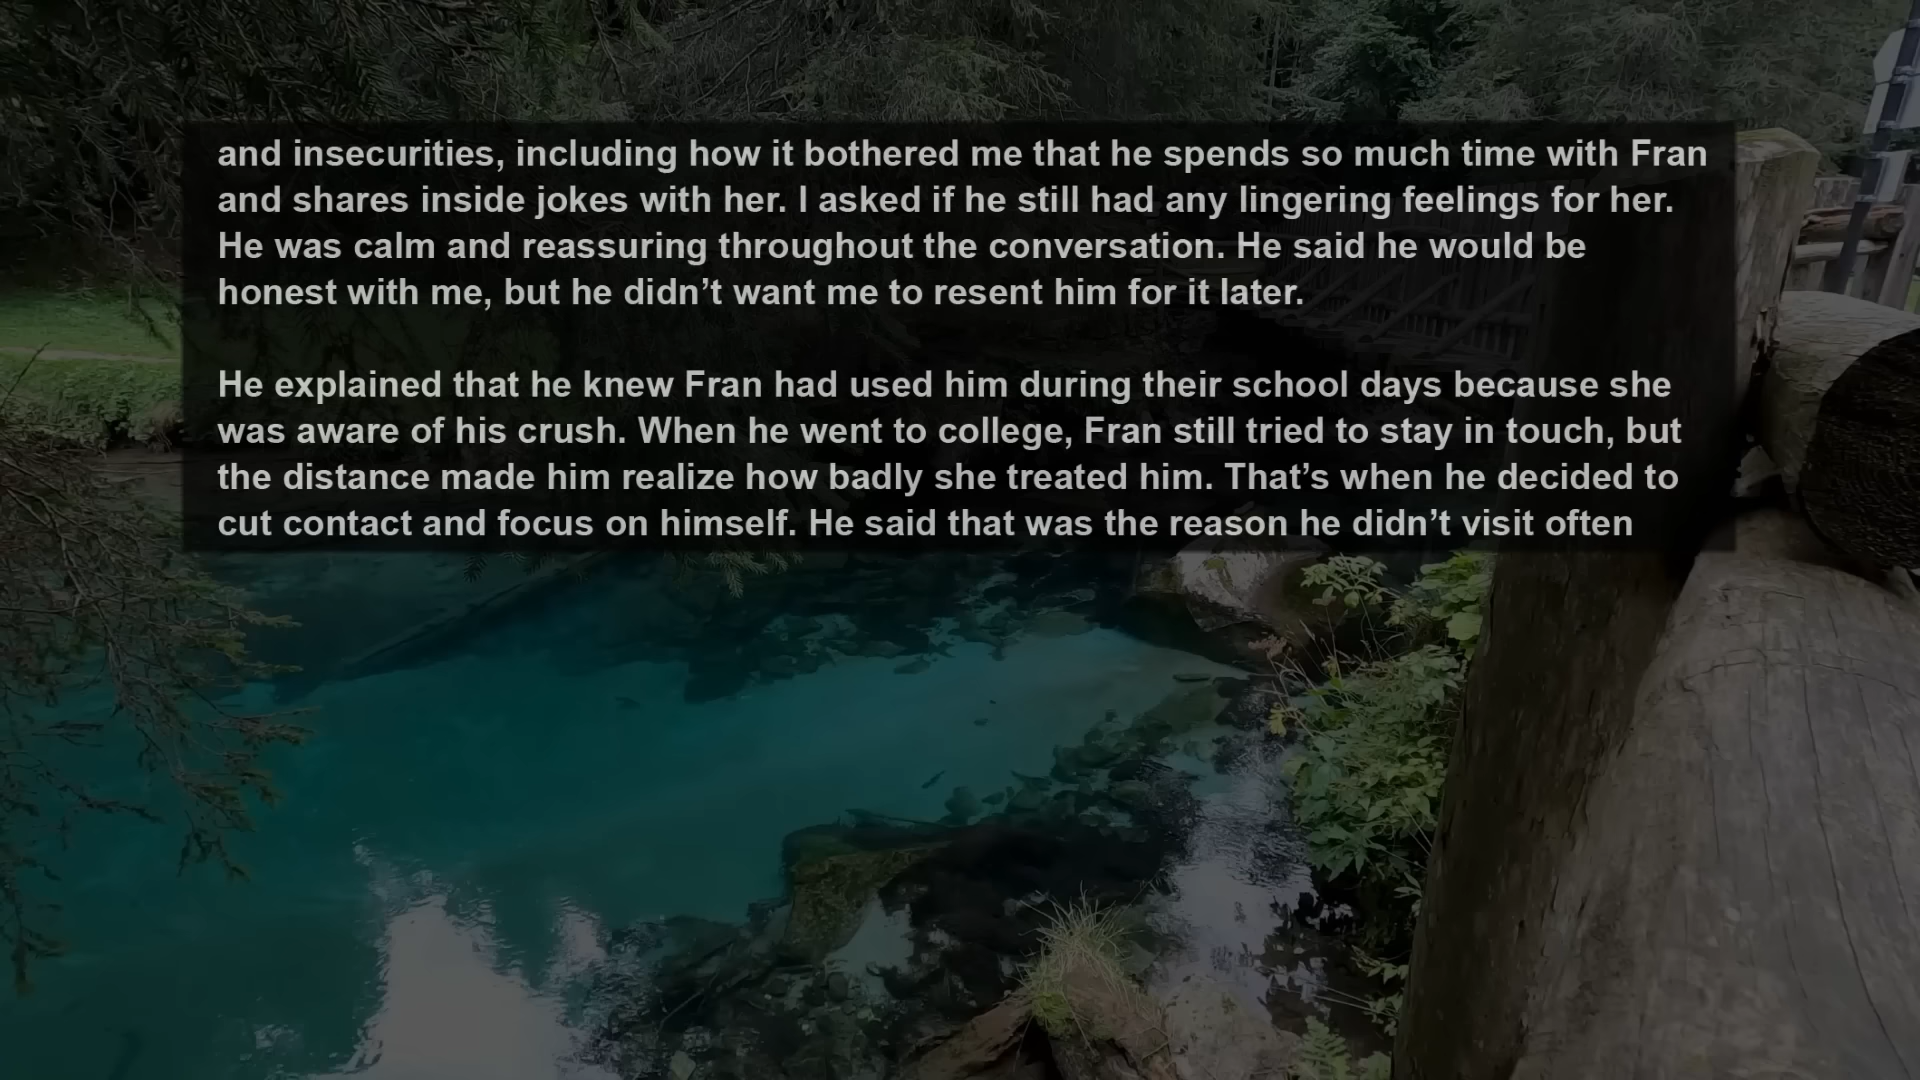 and insecurities, including how it bothered me that he spends so much time with Fran
and shares inside jokes with her. I asked if he still had any lingering feelings for her.
He was calm and reassuring throughout the conversation. He said he would be
honest with me, but he didn’t want me to resent him for it later.
He explained that he knew Fran had used him during their school days because she
was aware of his crush. When he went to college, Fran still tried to stay in touch, but
the distance made him realize how badly she treated him. That’s when he decided to
cut contact and focus on himself. He said that was the reason he didn’t visit often